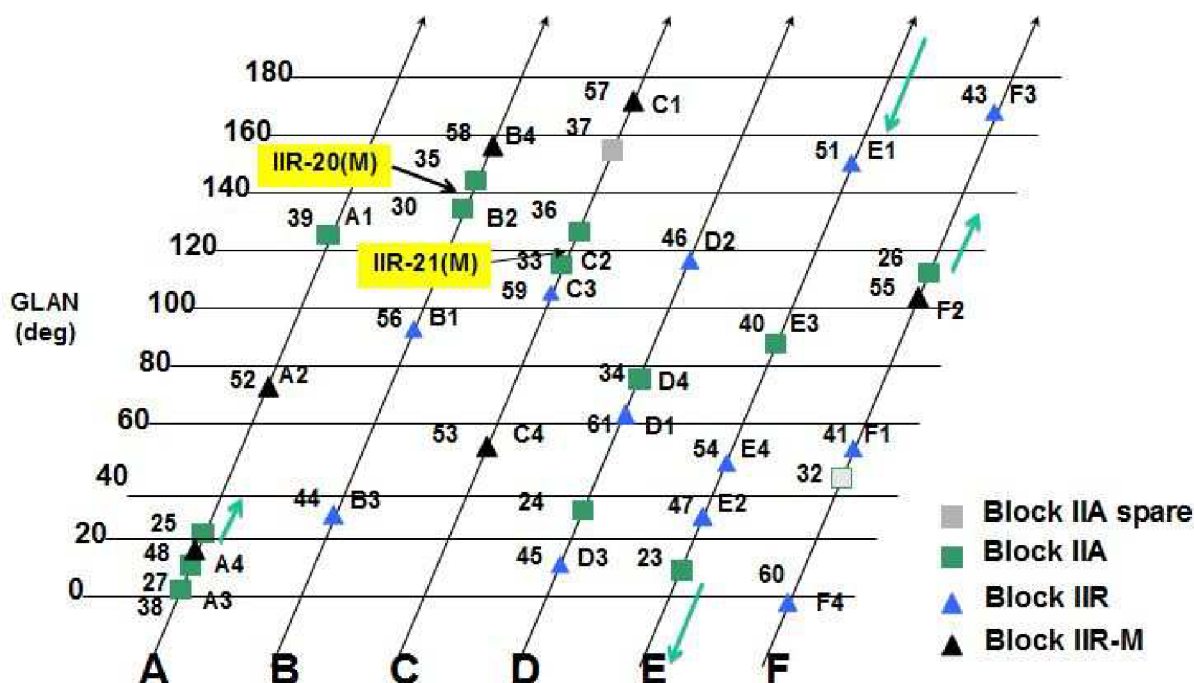 180
57
C1
43
F3
58
B4
37
160
IIR-20(M)
35
51
E1
140
39
A1
30
B2
36
46
D2
120
IIR-21(M)
33
C2
26
59
C3
55
GLAN
(deg)
100
56
B1
40
E3
F2
80
52
A2
34
D4
60
61
D1
53
C4
54
E4
41
F1
32
40
44
B3
24
47
E2
25
20
48
A4
45
D3
23
27
0
38
A3
60
F4
A
B
C
D
E
F
Block IIA spare
Block IIA
Block IIR
Block IIR-M